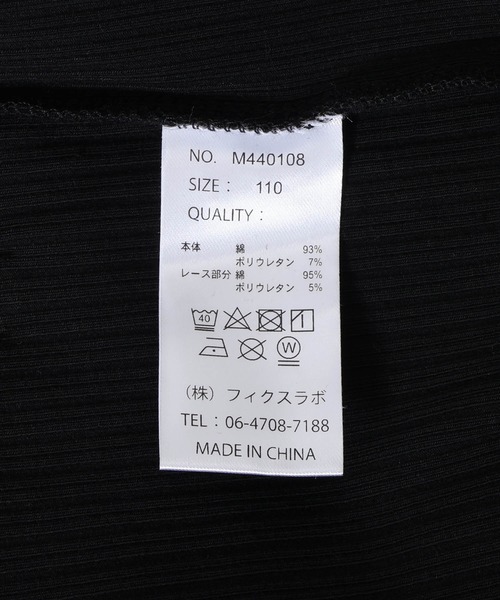 NO. M440108
SIZE： 110
QUALITY：
本体 綿 93%
ポリウレタン 7%
レース部分 綿 95%
ポリウレタン 5%
40
W
（株）フィクスラボ
TEL：06-4708-7188
MADE IN CHINA